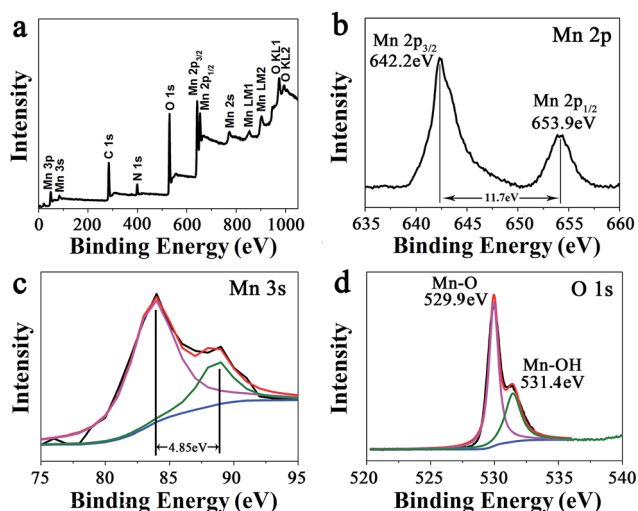 a
Intensity
Mn 3p
Mn 3s
C 1s
N 1s
O 1s
Mn 2p3/2
Mn 2p1/2
Mn 2s
Mn LM1
Mn LM2
O KL1
O KL2
0 200 400 600 800 1000
Binding Energy (eV)
b
Mn 2p
Intensity
Mn 2p3/2
642.2eV
Mn 2p1/2
653.9eV
11.7eV
635 640 645 650 655 660
Binding Energy (eV)
c
Mn 3s
Intensity
4.85eV
75 80 85 90 95
Binding Energy (eV)
d
O 1s
Intensity
Mn-O
529.9eV
Mn-OH
531.4eV
520 525 530 535 540
Binding Energy (eV)